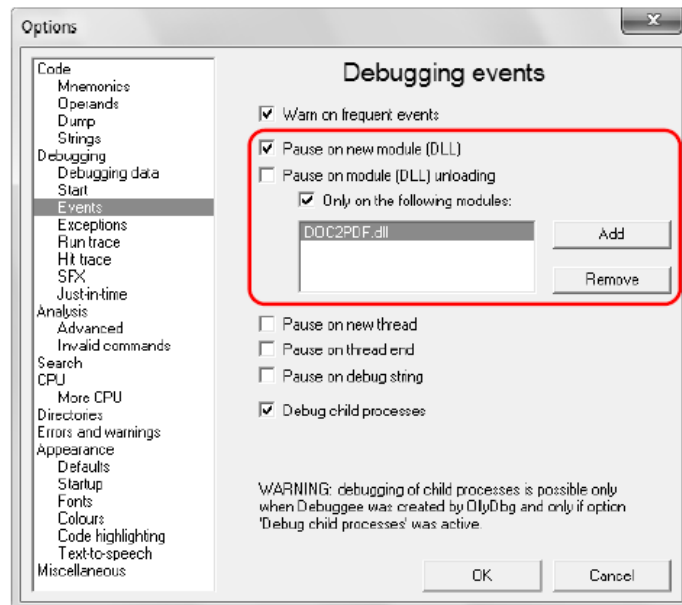 Options
Code
Mnemonics
Operands
Dump
Strings
Debugging
Debugging data
Start
Events
Exceptions
Run trace
Hit trace
SFX
Just-in-time
Analysis
Advanced
Invalid commands
Search
CPU
More CPU
Directories
Errors and warnings
Appearance
Defaults
Startup
Fonts
Colours
Code highlighting
Text-to-speech
Miscellaneous
Debugging events
Warn on frequent events
Pause on new module (DLL)
Pause on module (DLL) unloading
Only on the following modules:
DOC2PDF.dll
Add
Remove
Pause on new thread
Pause on thread end
Pause on debug string
Debug child processes
WARNING: debugging of child processes is possible only
when Debuggee was created by OllyDbg and only if option
'Debug child processes' was active.
OK
Cancel